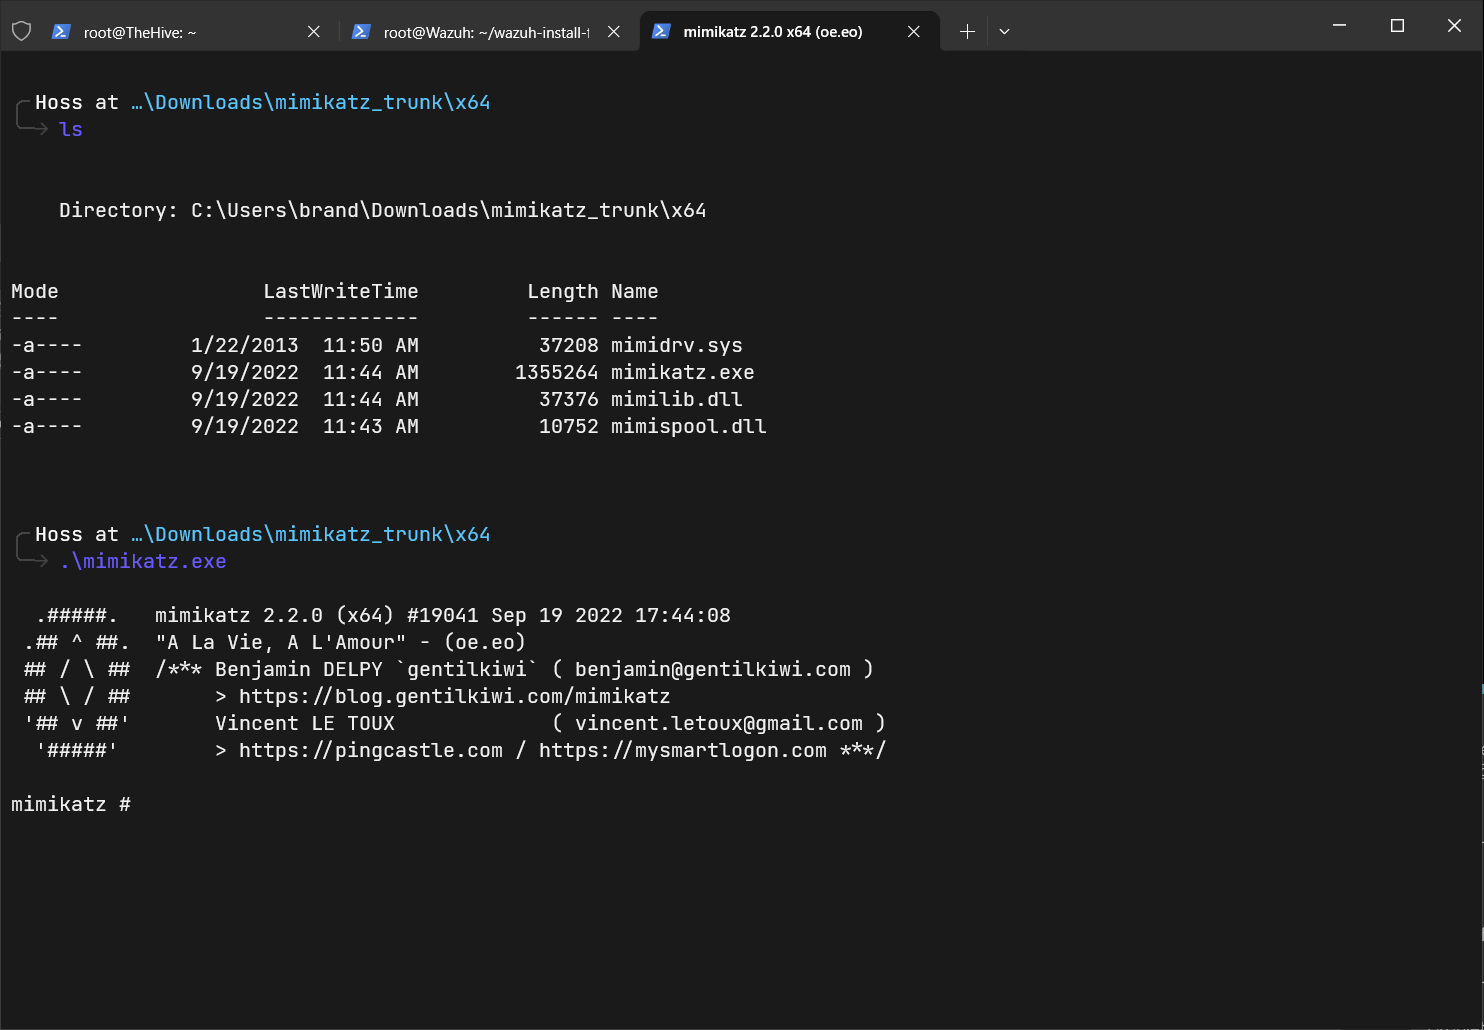 root@TheHive: ~
root@Wazuh: ~/wazuh-install-
mimikatz 2.2.0 x64 (oe.eo)
Hoss at …\Downloads\mimikatz_trunk\x64
ls
Directory: C:\Users\brand\Downloads\mimikatz_trunk\x64
Mode LastWriteTime Length Name
---- ------------- ------ ----
-a---- 1/22/2013 11:50 AM 37208 mimidrv.sys
-a---- 9/19/2022 11:44 AM 1355264 mimikatz.exe
-a---- 9/19/2022 11:44 AM 37376 mimilib.dll
-a---- 9/19/2022 11:43 AM 10752 mimispool.dll
Hoss at …\Downloads\mimikatz_trunk\x64
.\mimikatz.exe
.#####. mimikatz 2.2.0 (x64) #19041 Sep 19 2022 17:44:08
.## ^ ##. "A La Vie, A L'Amour" - (oe.eo)
## / \ ## /*** Benjamin DELPY `gentilkiwi` ( benjamin@gentilkiwi.com )
## \ / ## > https://blog.gentilkiwi.com/mimikatz
'## v ##' Vincent LE TOUX ( vincent.letoux@gmail.com )
'#####' > https://pingcastle.com / https://mysmartlogon.com ***/
mimikatz #